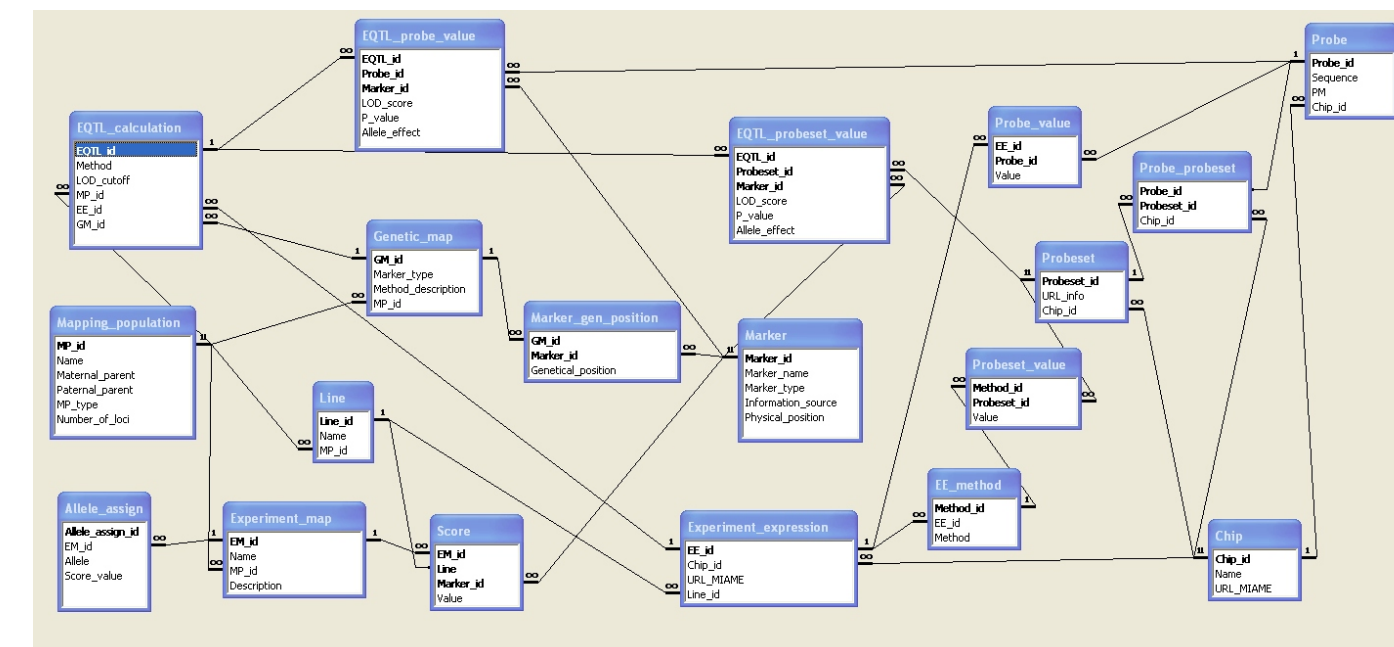 EQTL_probe_value
EQTL_id
Probe_id
Marker_id
LOD_score
P_value
Allele_effect
Probe
Probe_id
Sequence
PM
Chip_id
EQTL_calculation
EQTL_id
Method
LOD_cutoff
MP_id
EE_id
GM_id
EQTL_probeset_value
EQTL_id
Probeset_id
Marker_id
LOD_score
P_value
Allele_effect
Probe_value
EE_id
Probe_id
Value
Probe_probeset
Probe_id
Probeset_id
Chip_id
Genetic_map
GM_id
Marker_type
Method_description
MP_id
Probeset
Probeset_id
URL_info
Chip_id
Mapping_population
MP_id
Name
Maternal_parent
Paternal_parent
MP_type
Number_of_loci
Marker_gen_position
GM_id
Marker_id
Genetical_position
Marker
Marker_id
Marker_name
Marker_type
Information_source
Physical_position
Probeset_value
Method_id
Probeset_id
Value
Line
Line_id
Name
MP_id
EE_method
Method_id
EE_id
Method
Allele_assign
Allele_assign_id
EM_id
Allele
Score_value
Experiment_map
EM_id
Name
MP_id
Description
Score
EM_id
Line
Marker_id
Value
Experiment_expression
EE_id
Chip_id
URL_MIAME
Line_id
Chip
Chip_id
Name
URL_MIAME